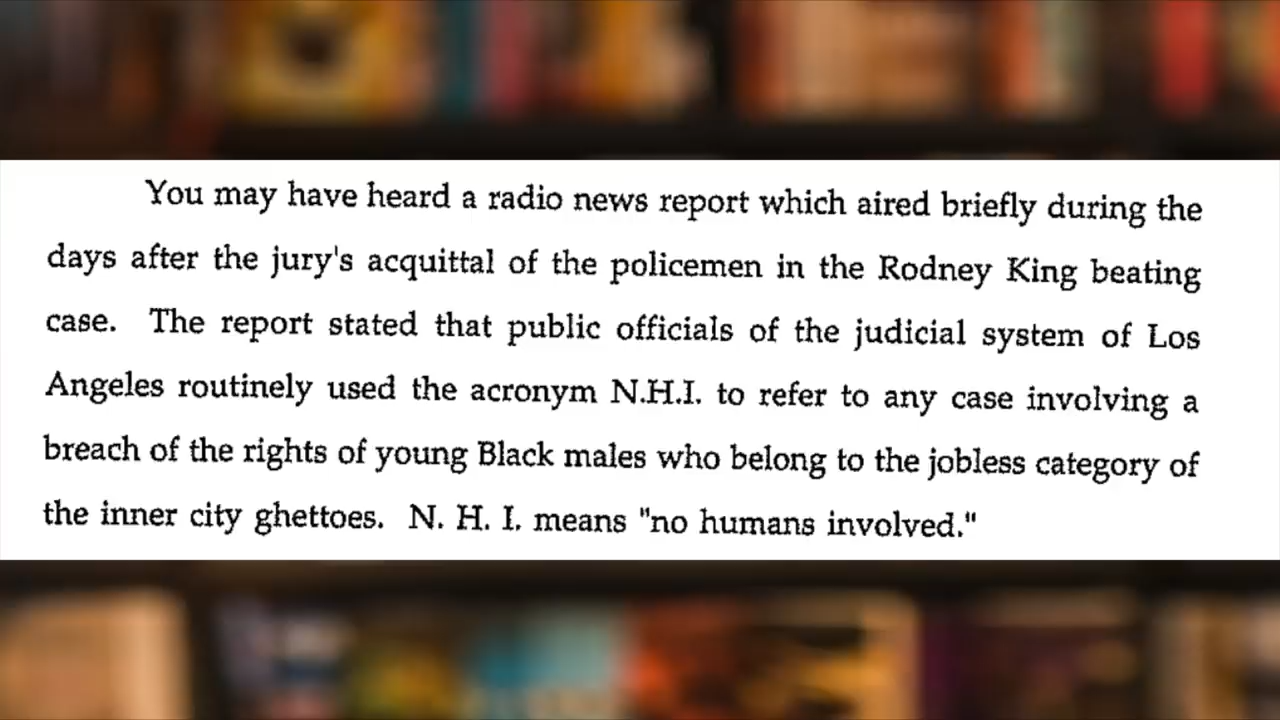 You may have heard a radio news report which aired briefly during the
days after the jury's acquittal of the policemen in the Rodney King beating
case. The report stated that public officials of the judicial system of Los
Angeles routinely used the acronym N.H.I. to refer to any case involving a
breach of the rights of young Black males who belong to the jobless category of
the inner city ghettoes. N. H. I. means "no humans involved."